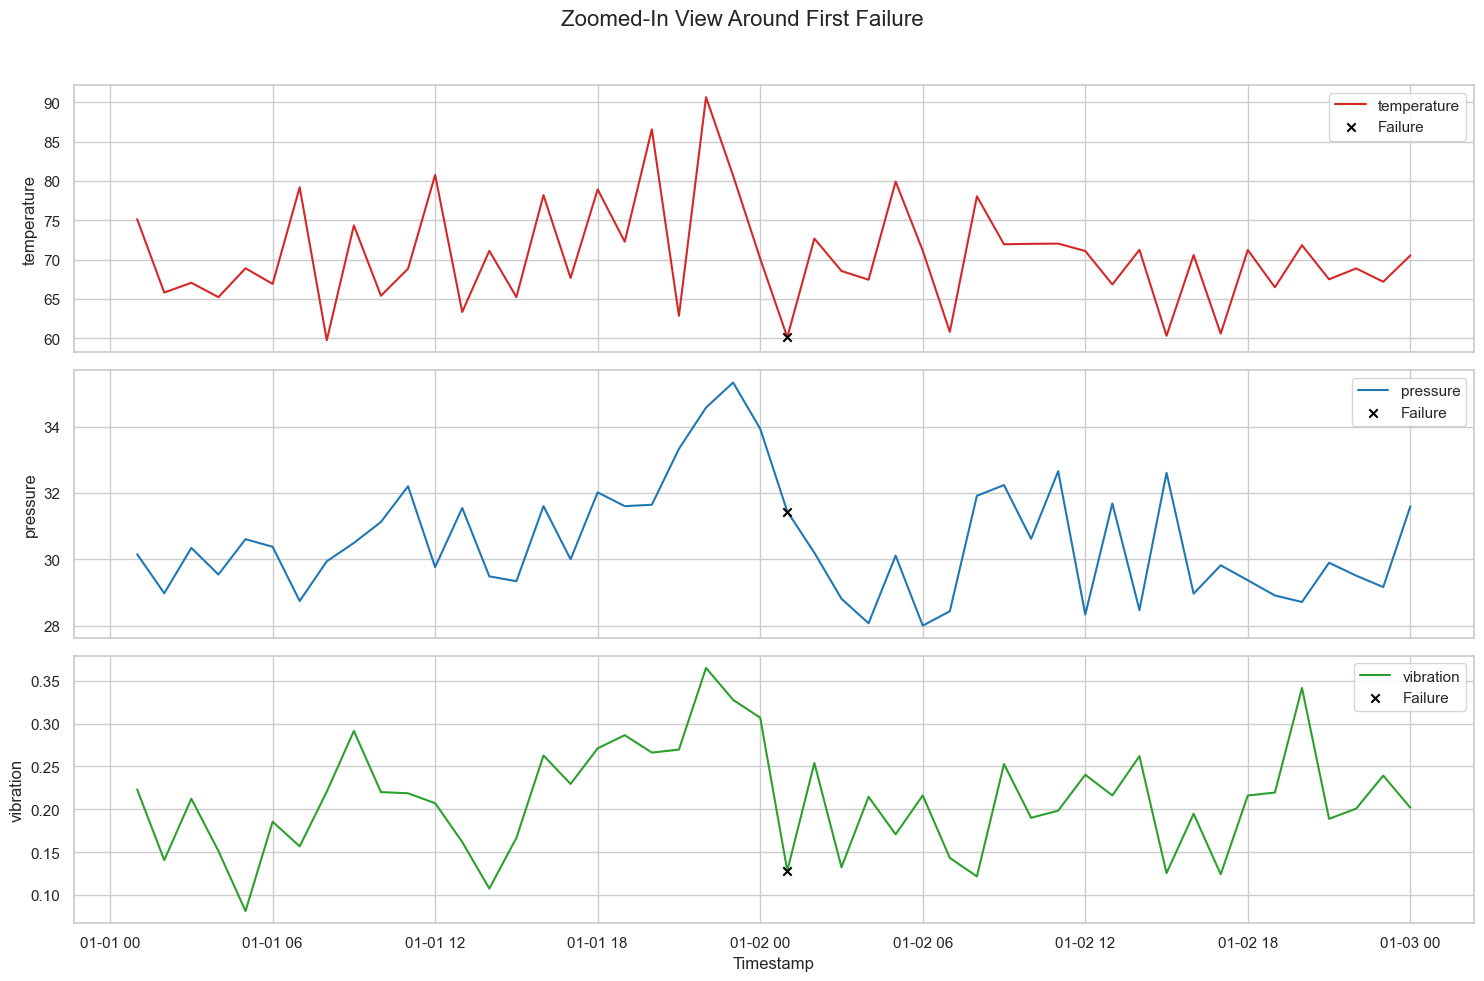 Zoomed-In View Around First Failure
temperature
Failure
90
85
80
75
70
65
60
temperature
pressure
Failure
34
32
30
28
pressure
vibration
Failure
0.35
0.30
0.25
0.20
0.15
0.10
vibration
01-01 00 01-01 06 01-01 12 01-01 18 01-02 00 01-02 06 01-02 12 01-02 18 01-03 00
Timestamp